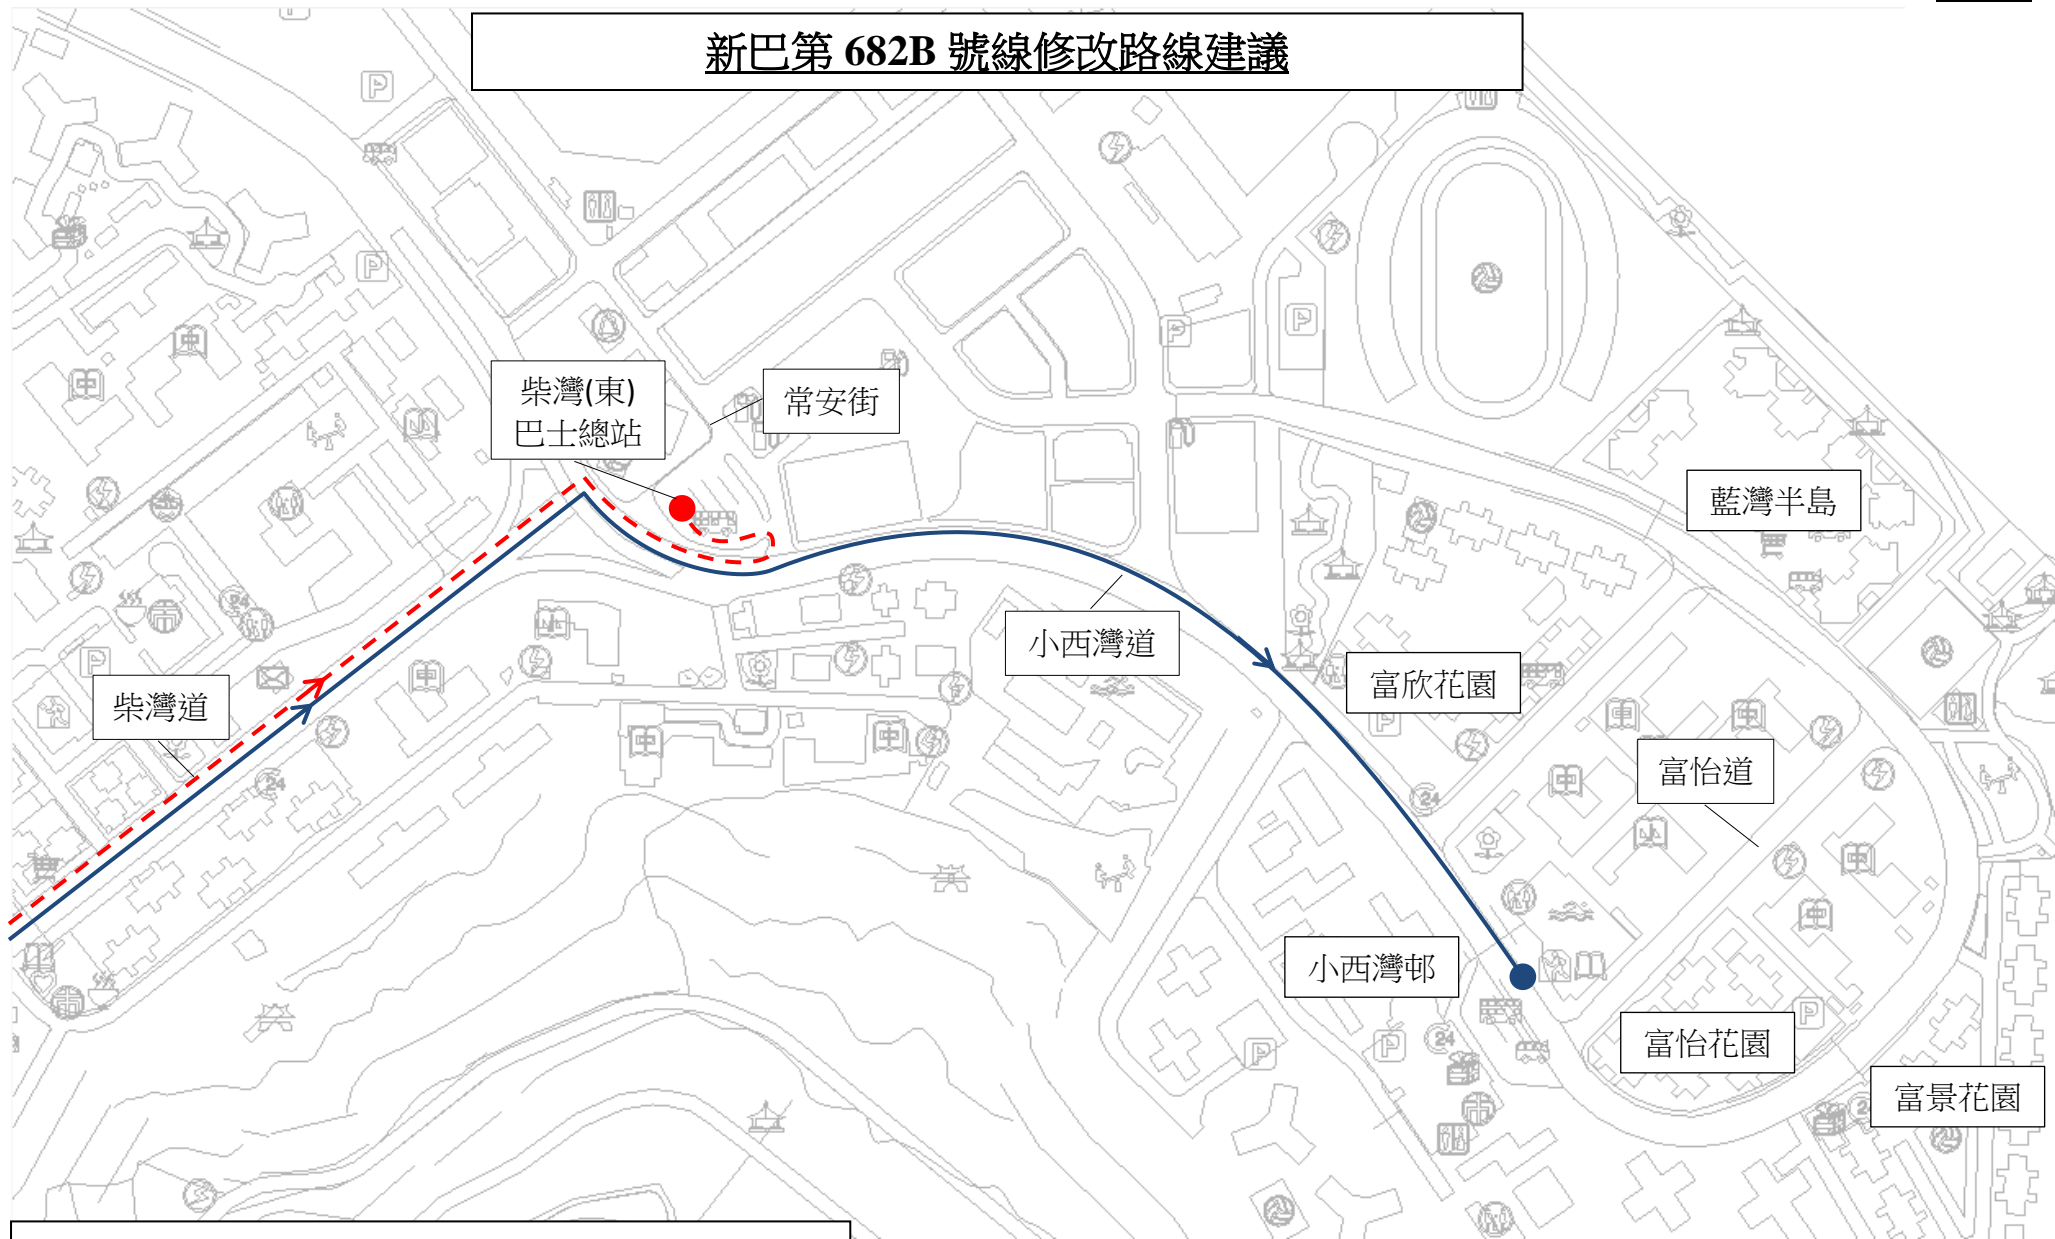 新巴第 682B 號線修改路線建議
柴灣(東)
巴士總站
常安街
藍灣半島
小西灣道
富欣花園
柴灣道
富怡道
小西灣邨
富怡花園
富景花園